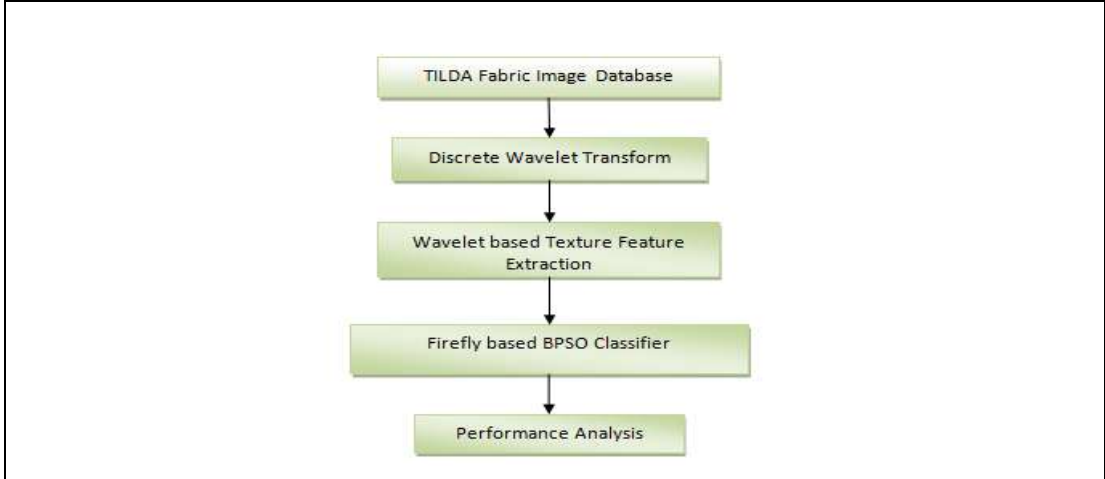 TILDA Fabric Image Database
Discrete Wavelet Transform
Wavelet based Texture Feature
Extraction
Firefly based BPSO Classifier
Performance Analysis